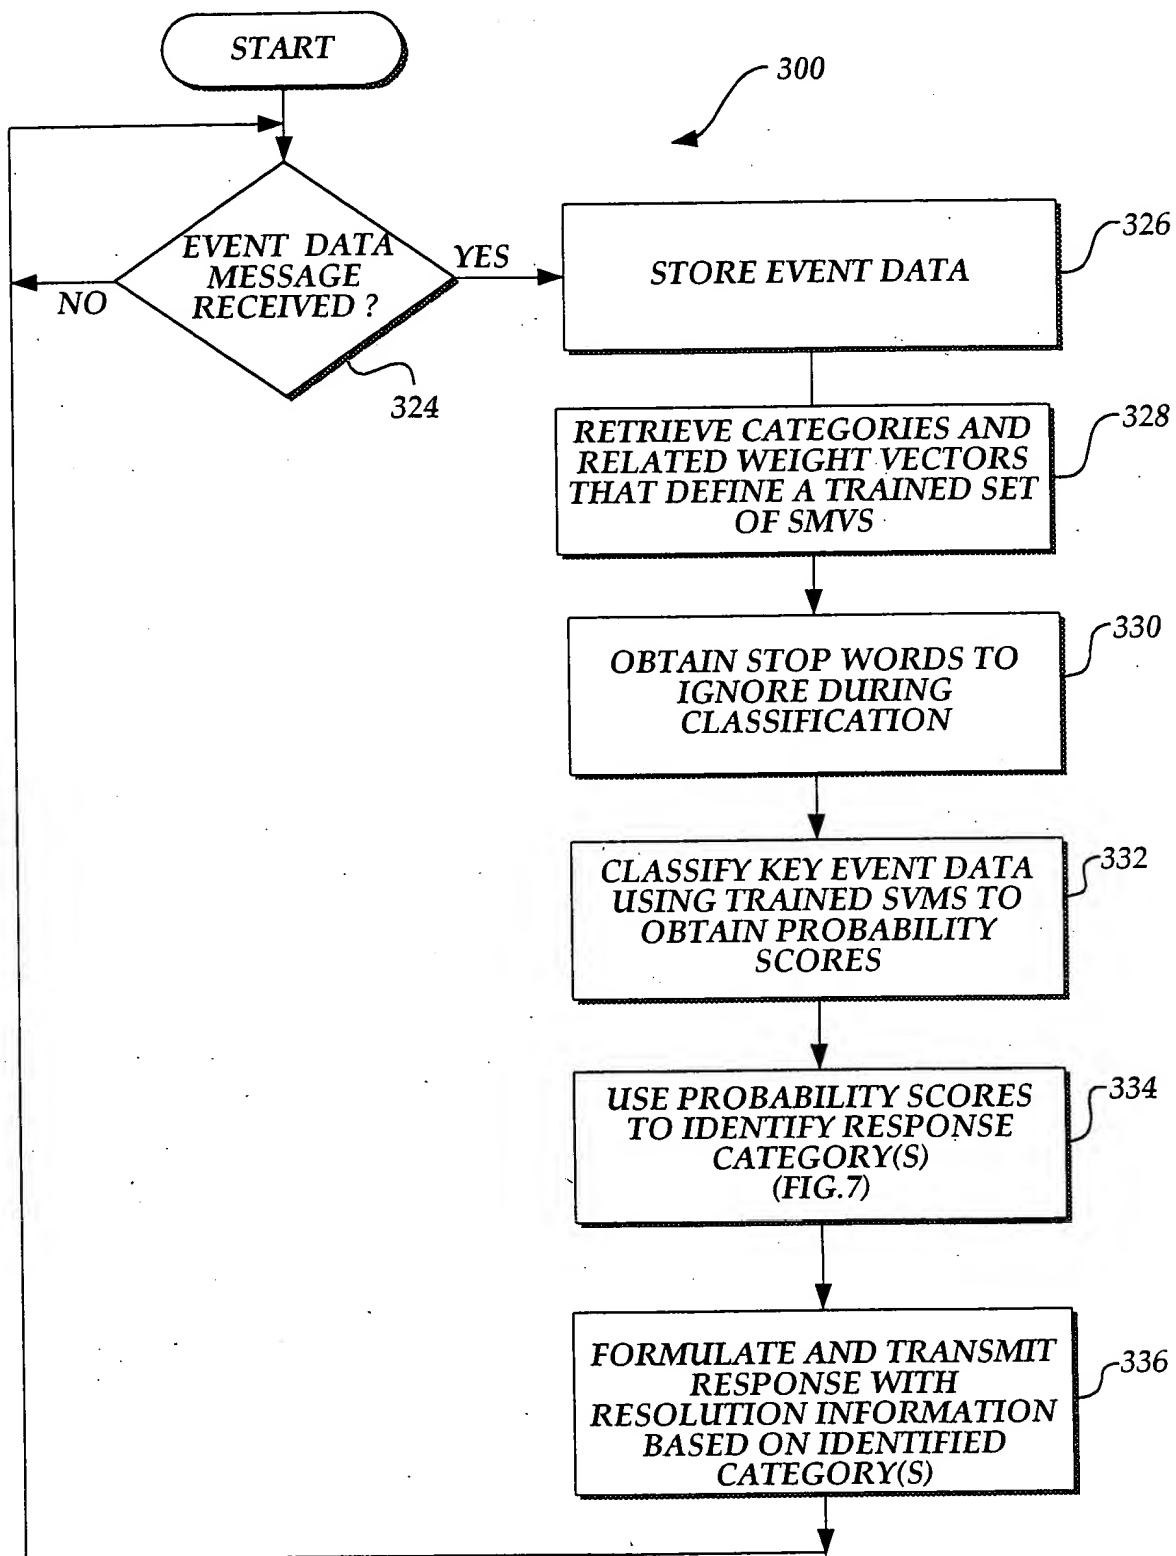 START
300
EVENT DATA
MESSAGE
RECEIVED ?
YES
NO
324
STORE EVENT DATA
326
RETRIEVE CATEGORIES AND
RELATED WEIGHT VECTORS
THAT DEFINE A TRAINED SET
OF SMVS
328
OBTAIN STOP WORDS TO
IGNORE DURING
CLASSIFICATION
330
CLASSIFY KEY EVENT DATA
USING TRAINED SVMS TO
OBTAIN PROBABILITY
SCORES
332
USE PROBABILITY SCORES
TO IDENTIFY RESPONSE
CATEGORY(S)
(FIG.7)
334
FORMULATE AND TRANSMIT
RESPONSE WITH
RESOLUTION INFORMATION
BASED ON IDENTIFIED
CATEGORY(S)
336